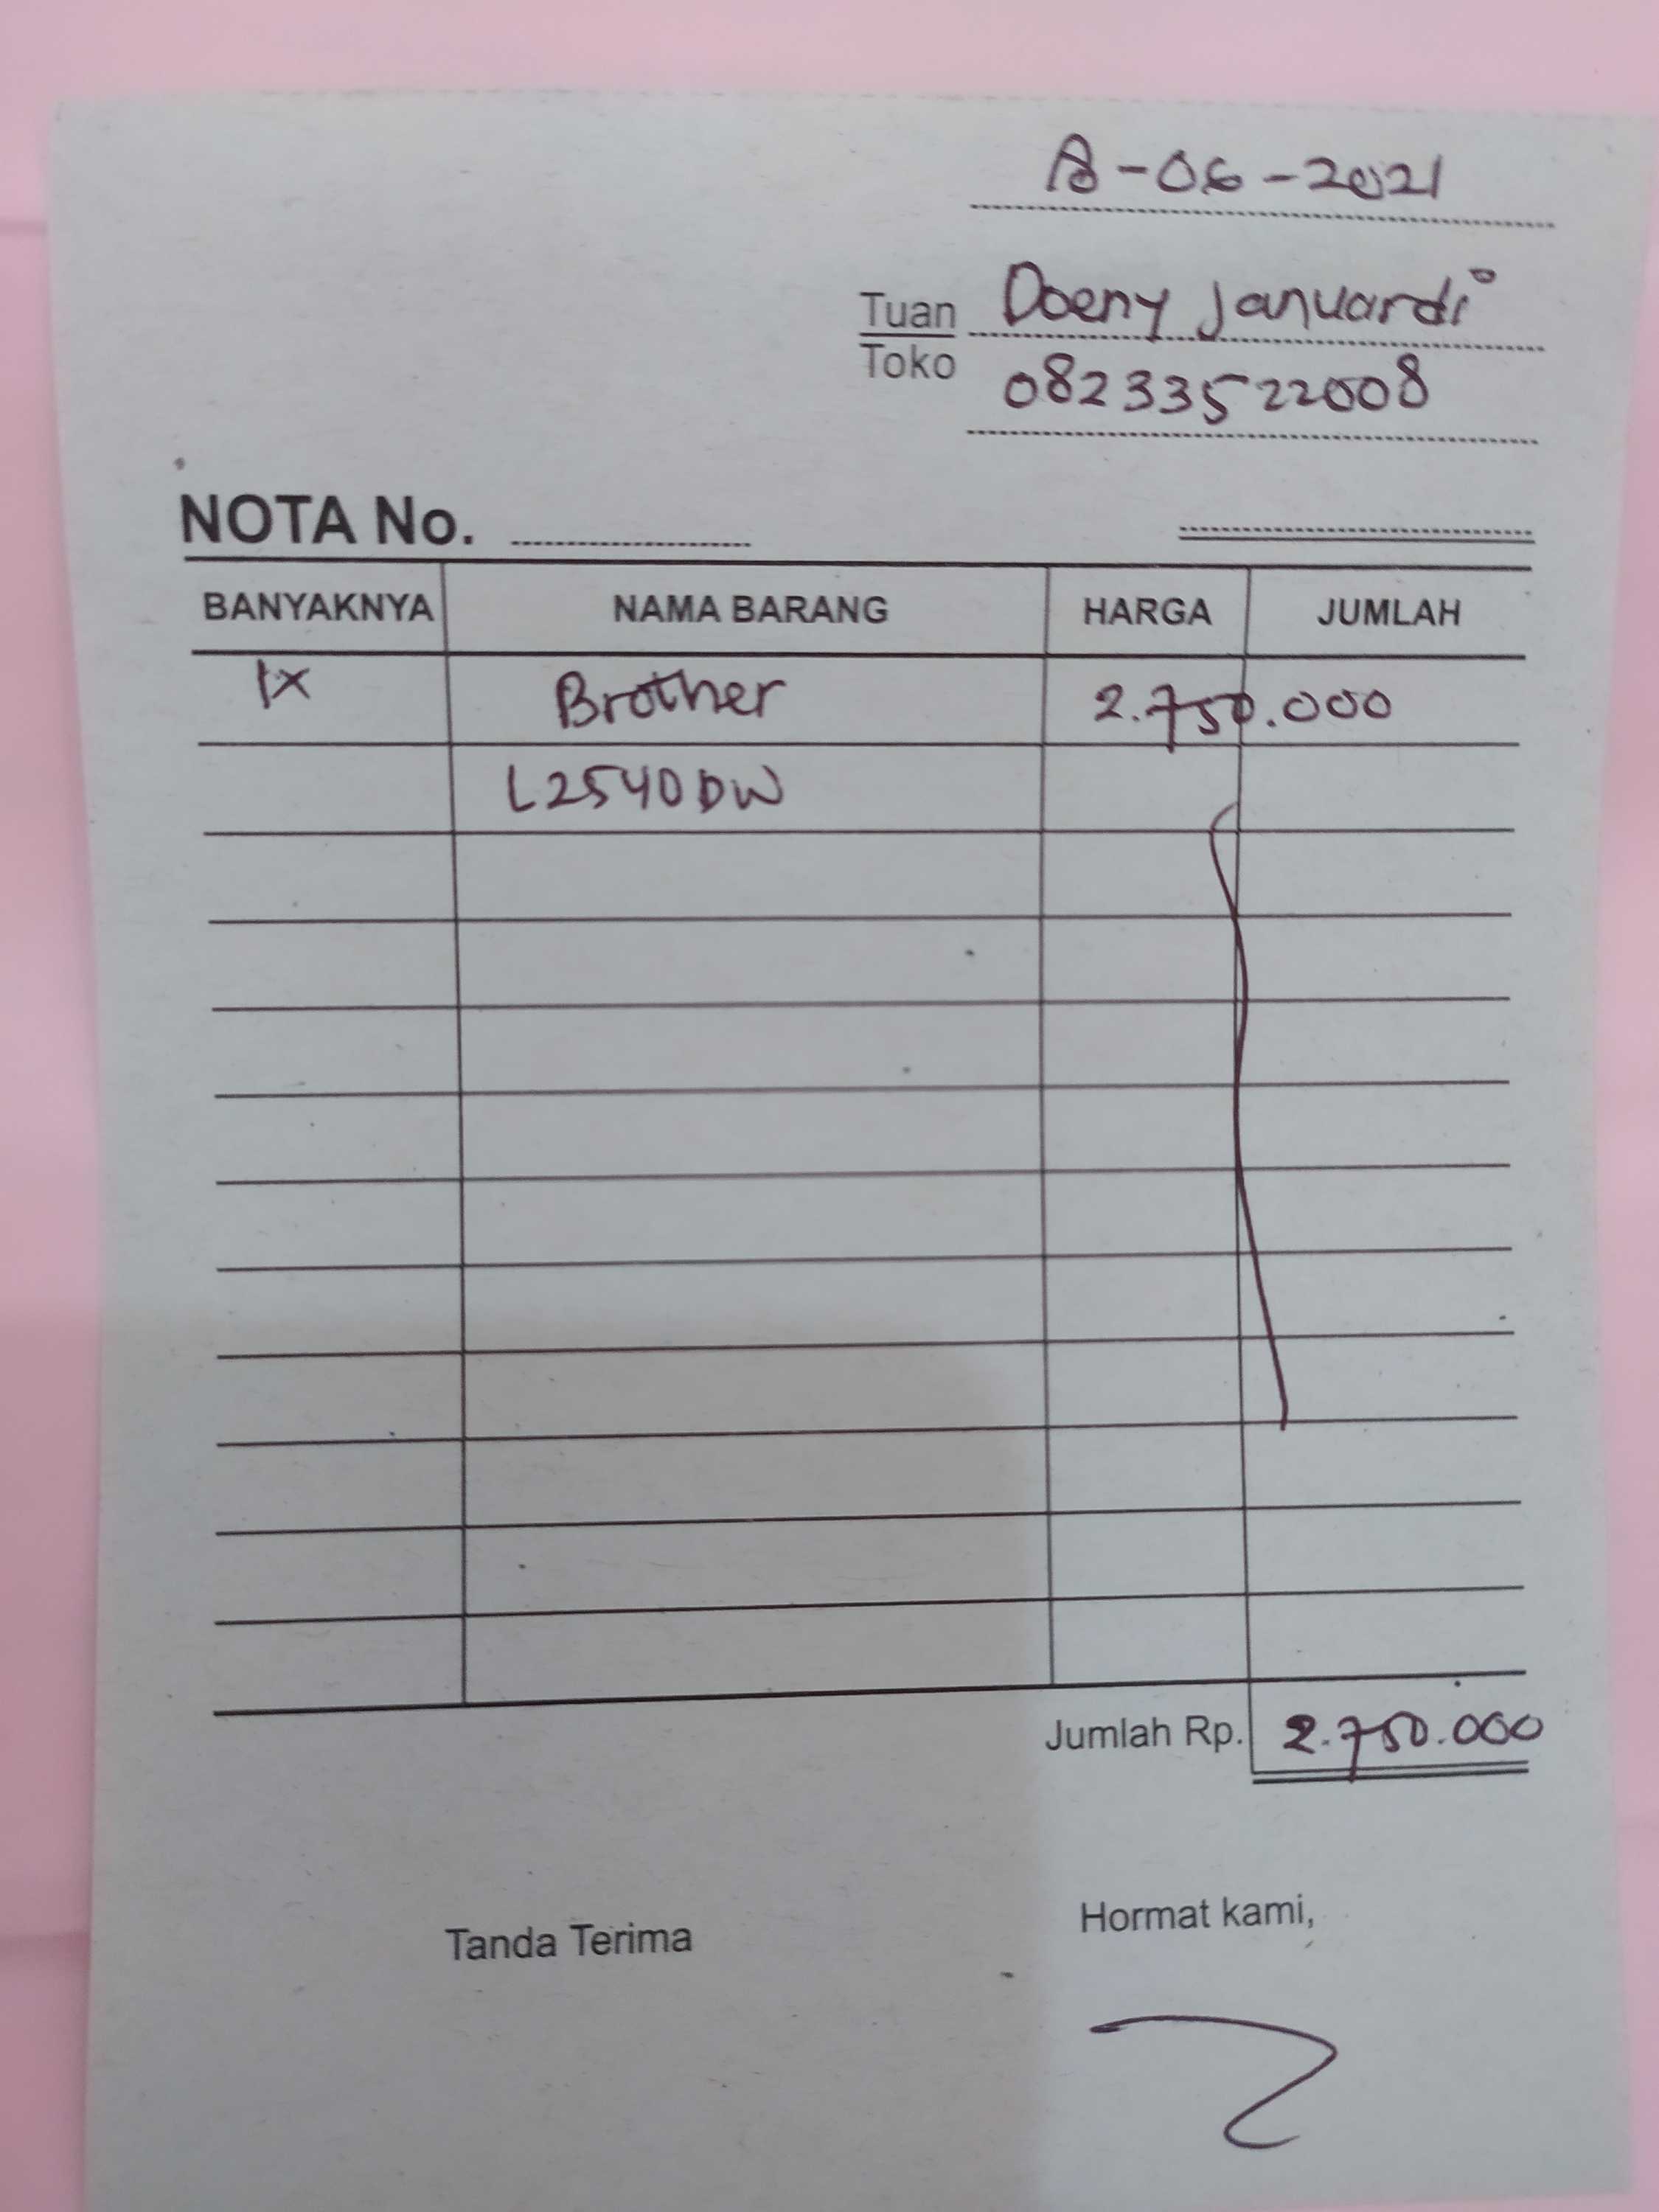 8-06-2021
Tuan Doeny Januardi
Toko 082335522008
NOTA No.
BANYAKNYA NAMA BARANG HARGA JUMLAH
1x Brother 2.750.000
L2540DW
Jumlah Rp. 2.750.000
Tanda Terima Hormat kami,